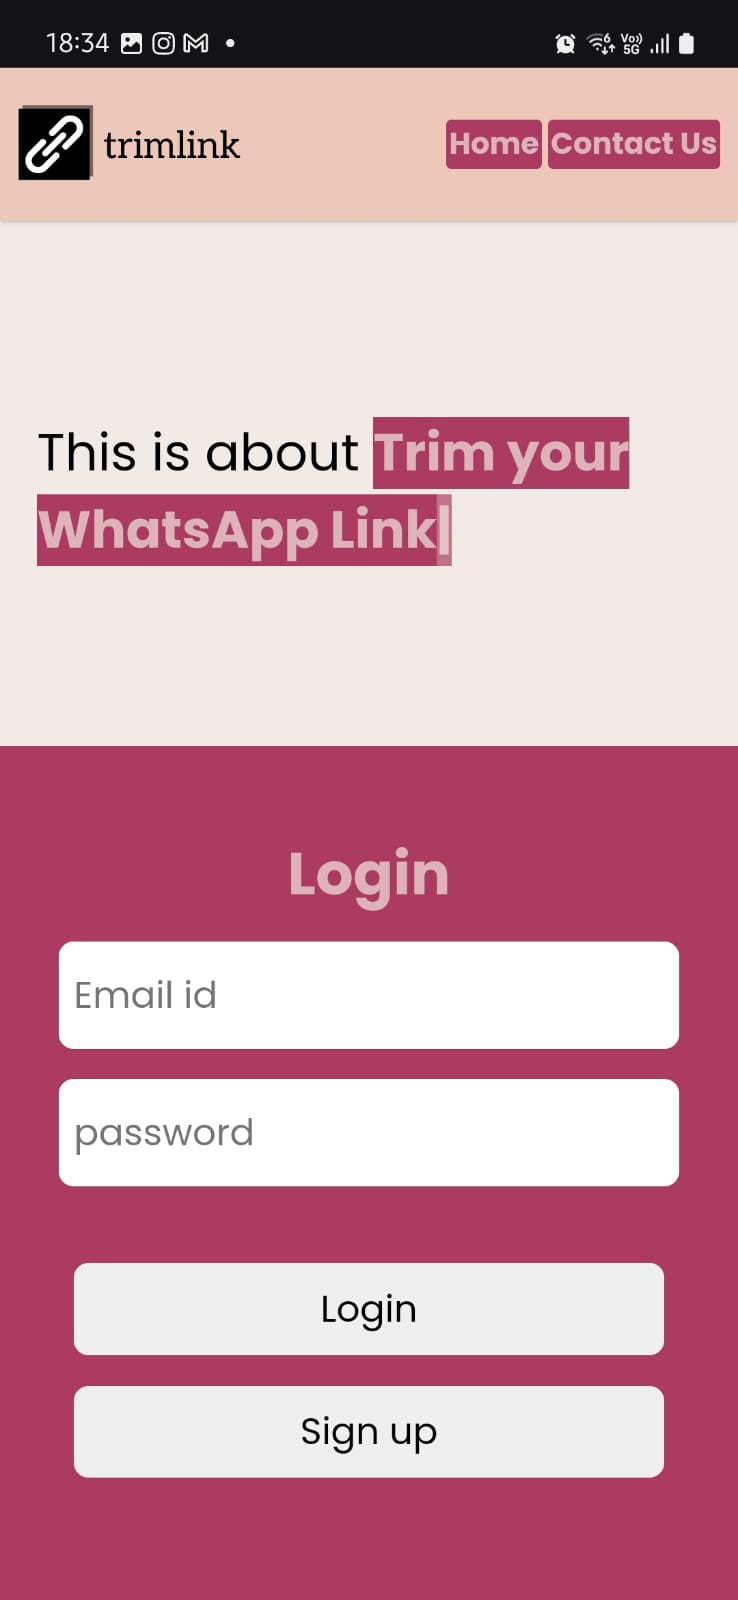 18:34
Vo)) 5G
trimlink
Home Contact Us
This is about Trim your
WhatsApp Link|
Login
Email id
password
Login
Sign up